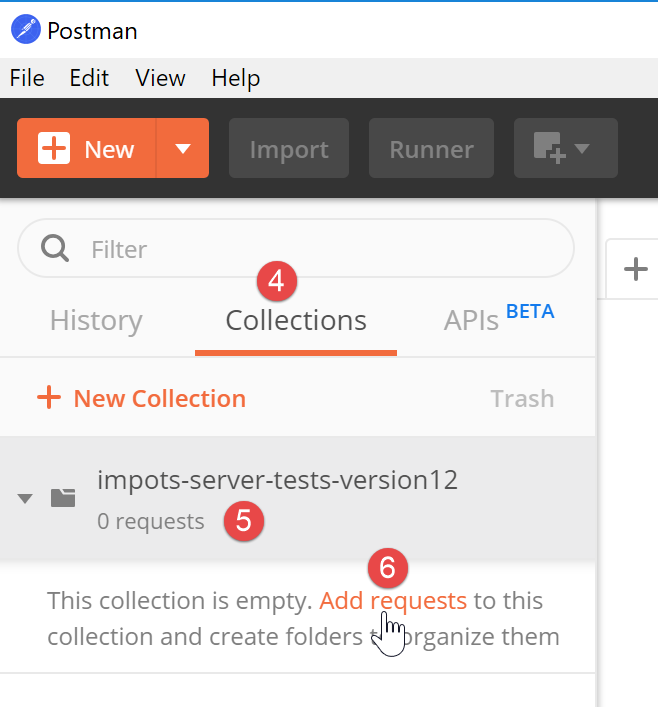 Postman
File Edit View Help
New Import Runner
Filter
4
History Collections APIs BETA
New Collection Trash
impots-server-tests-version12
0 requests 5
6
This collection is empty. Add requests to this
collection and create folders to organize them